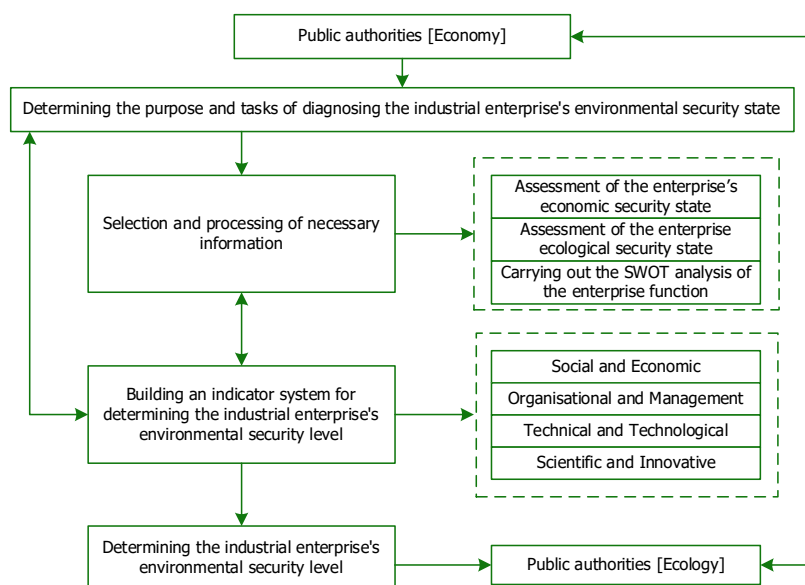 Public authorities [Economy]
Determining the purpose and tasks of diagnosing the industrial enterprise's environmental security state
Selection and processing of necessary
information
Assessment of the enterprise’s
economic security state
Assessment of the enterprise
ecological security state
Carrying out the SWOT analysis of
the enterprise function
Building an indicator system for
determining the industrial enterprise's
environmental security level
Social and Economic
Organisational and Management
Technical and Technological
Scientific and Innovative
Determining the industrial enterprise's
environmental security level
Public authorities [Ecology]